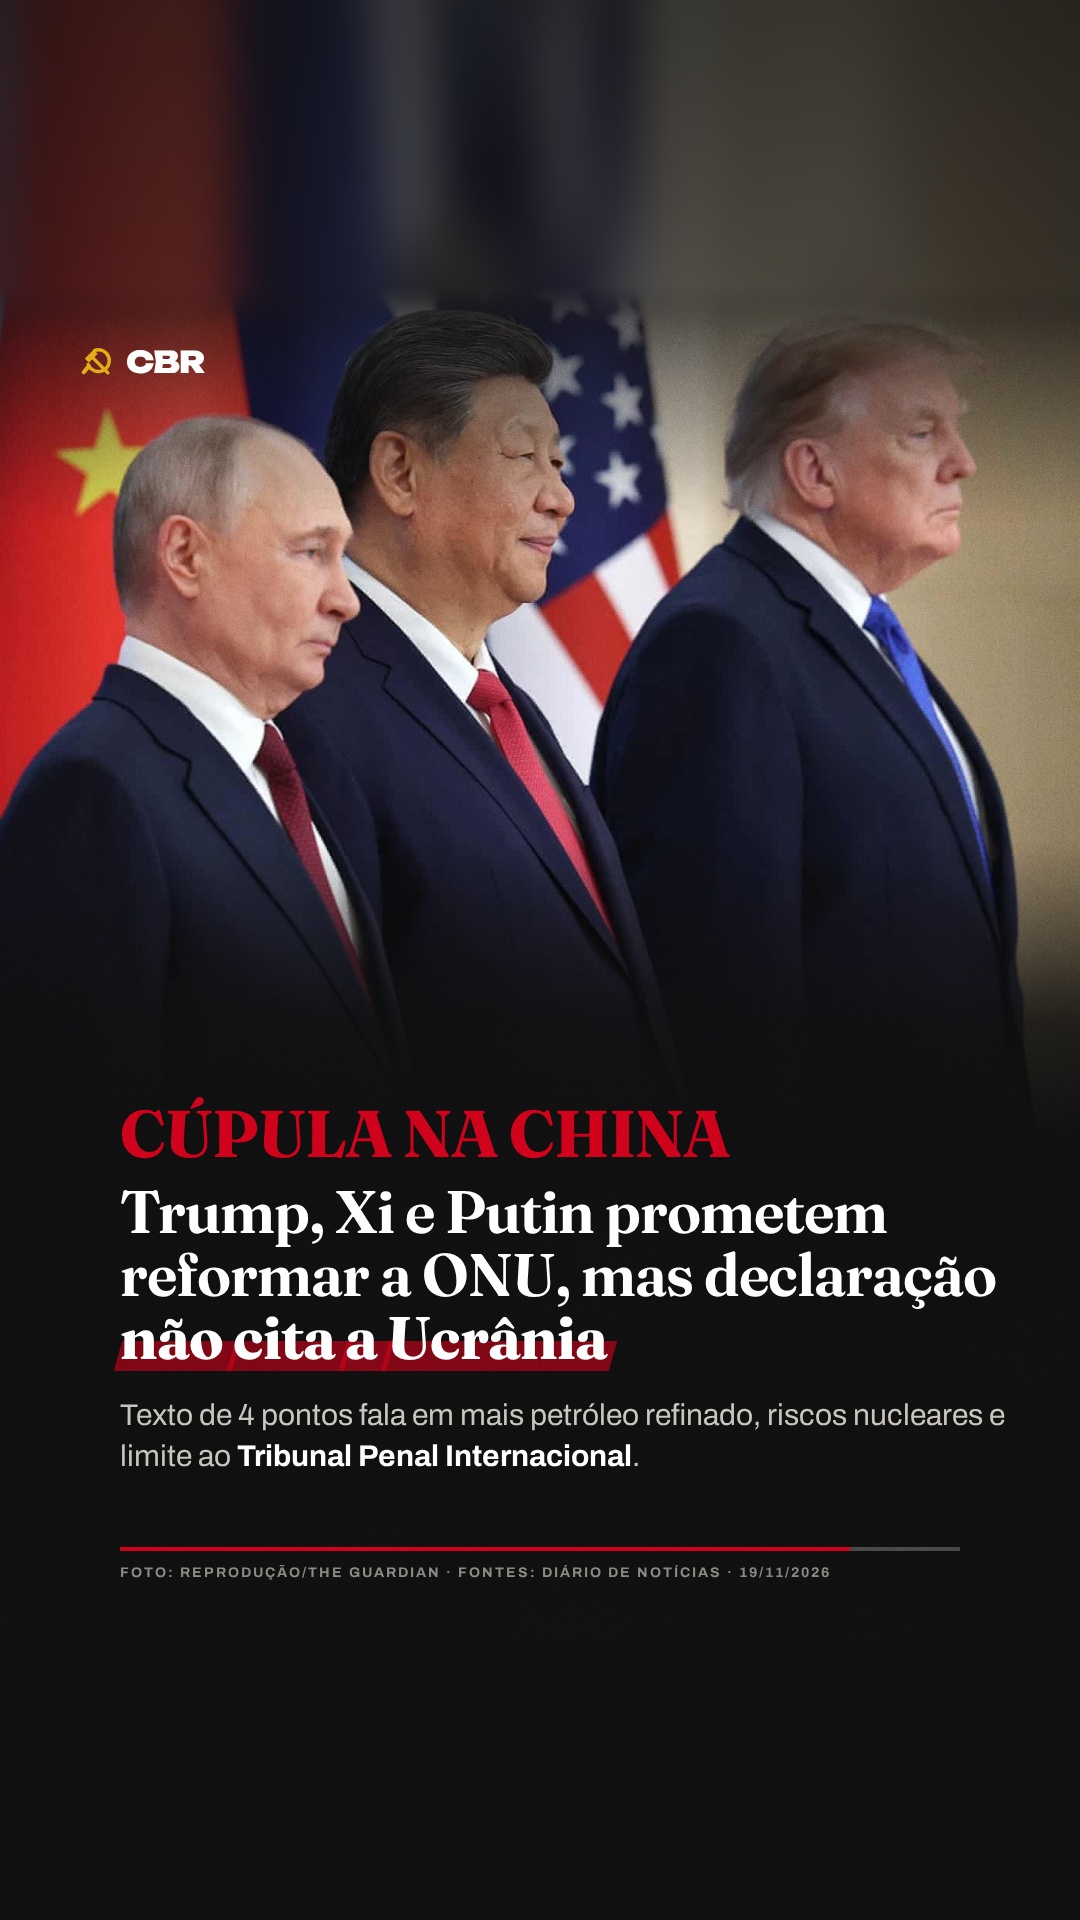 CBR
CÚPULA NA CHINA
Trump, Xi e Putin prometem
reformar a ONU, mas declaração
não cita a Ucrânia
Texto de 4 pontos fala em mais petróleo refinado, riscos nucleares e
limite ao Tribunal Penal Internacional.
FOTO: REPRODUÇÃO/THE GUARDIAN · FONTES: DIÁRIO DE NOTÍCIAS · 19/11/2026